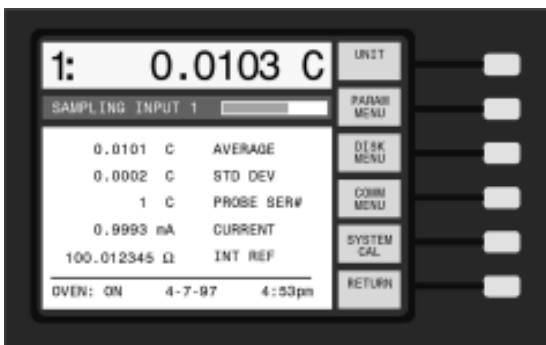 1: 0.0103 C
SAMPLING INPUT 1
0.0101 C AVERAGE
0.0002 C STD DEV
1 C PROBE SER#
0.9993 mA CURRENT
100.012345 Ω INT REF
OVEN: ON 4-7-97 4:53pm
UNIT
PARAM
MENU
DISK
MENU
COMM
MENU
SYSTEM
CAL
RETURN